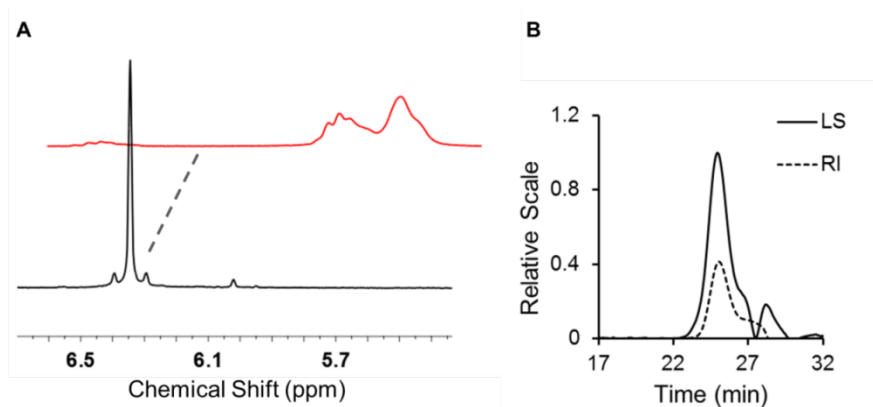 A
6.5 6.1 5.7
Chemical Shift (ppm)
B
1.2
0.8
0.4
0
Relative Scale
LS
RI
17 22 27 32
Time (min)